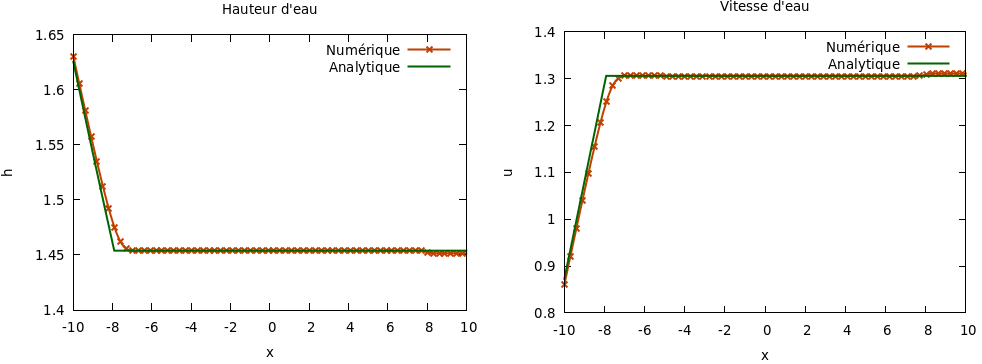 Hauteur d'eau
Numérique
Analytique
h
1.65
1.6
1.55
1.5
1.45
1.4
-10 -8 -6 -4 -2 0 2 4 6 8 10
x
Vitesse d'eau
Numérique
Analytique
u
1.4
1.3
1.2
1.1
1
0.9
0.8
-10 -8 -6 -4 -2 0 2 4 6 8 10
x